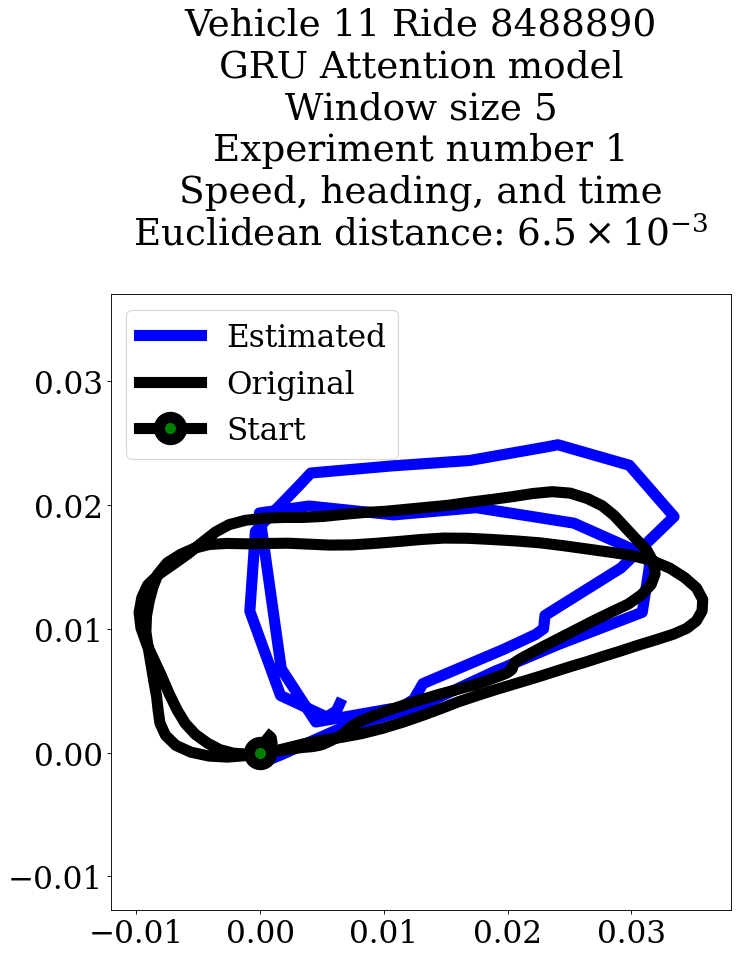 Vehicle 11 Ride 8488890
GRU Attention model
Window size 5
Experiment number 1
Speed, heading, and time
Euclidean distance: 6.5 × 10⁻³
Estimated
Original
Start
0.03
0.02
0.01
0.00
−0.01
−0.01 0.00 0.01 0.02 0.03